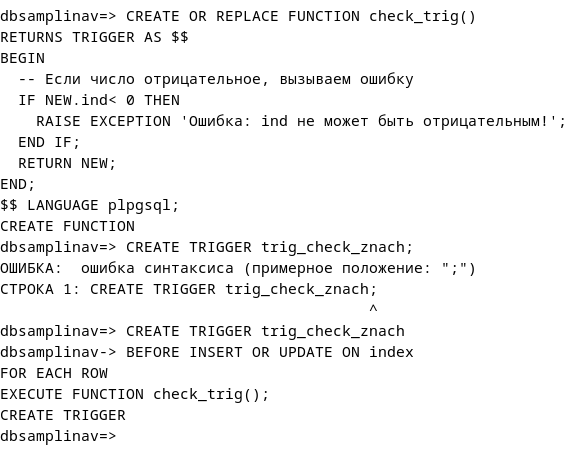 dbsamplinav=> CREATE OR REPLACE FUNCTION check_trig()
RETURNS TRIGGER AS $$
BEGIN
  -- Если число отрицательное, вызываем ошибку
  IF NEW.ind< 0 THEN
    RAISE EXCEPTION 'Ошибка: ind не может быть отрицательным!';
  END IF;
  RETURN NEW;
END;
$$ LANGUAGE plpgsql;
CREATE FUNCTION
dbsamplinav=> CREATE TRIGGER trig_check_znach;
ОШИБКА:  ошибка синтаксиса (примерное положение: ";")
СТРОКА 1: CREATE TRIGGER trig_check_znach;
                                         ^
dbsamplinav=> CREATE TRIGGER trig_check_znach
dbsamplinav-> BEFORE INSERT OR UPDATE ON index
FOR EACH ROW
EXECUTE FUNCTION check_trig();
CREATE TRIGGER
dbsamplinav=>